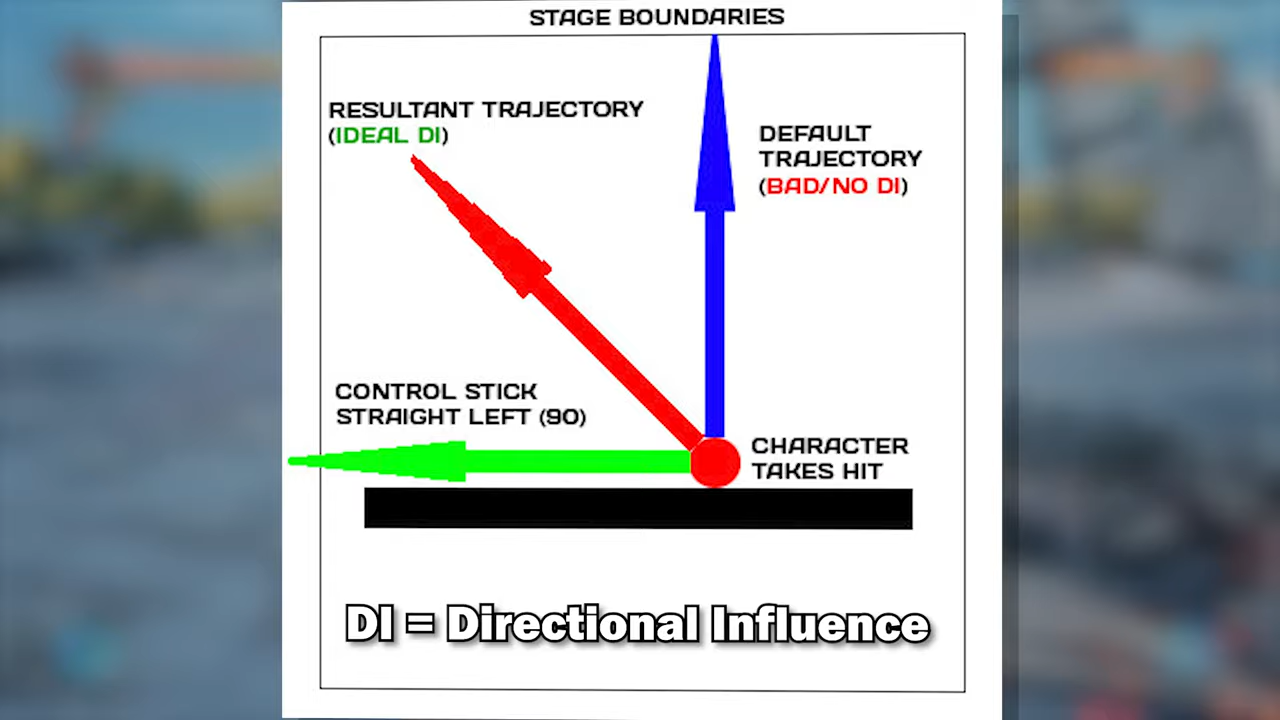 STAGE BOUNDARIES
RESULTANT TRAJECTORY
(IDEAL DI)
DEFAULT
TRAJECTORY
(BAD/NO DI)
CONTROL STICK
STRAIGHT LEFT (90)
CHARACTER
TAKES HIT
DI = Directional Influence